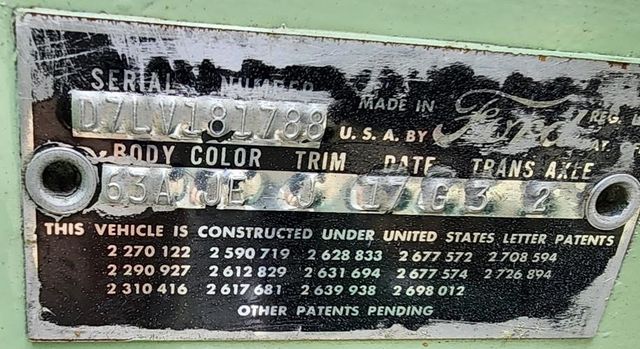 SERIAL NUMBER
D7LV181788
MADE IN
U. S. A. BY Ford
REG.
BODY COLOR TRIM DATE TRANS AXLE
63A JE J 17G 3 2
THIS VEHICLE IS CONSTRUCTED UNDER UNITED STATES LETTER PATENTS
2 270 122 2 590 719 2 628 833 2 677 572 2 708 594
2 290 927 2 612 829 2 631 694 2 677 574 2 726 894
2 310 416 2 617 681 2 639 938 2 698 012
OTHER PATENTS PENDING